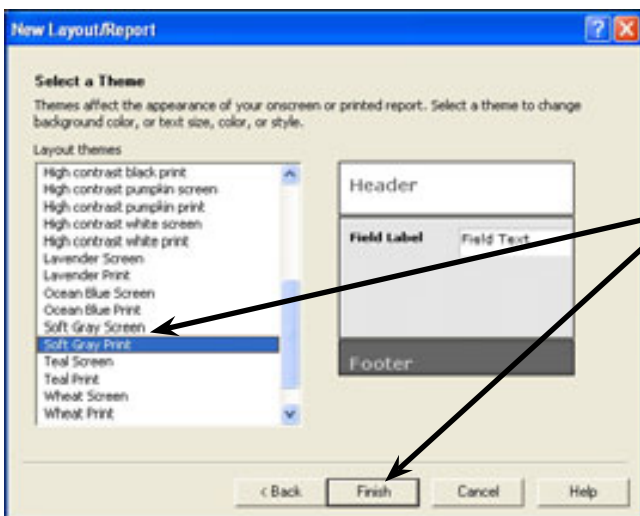 New Layout/Report
Select a Theme
Themes affect the appearance of your onscreen or printed report. Select a theme to change
background color, or text size, color, or style.
Layout themes
High contrast black print
High contrast pumpkin screen
High contrast pumpkin print
High contrast white screen
High contrast white print
Lavender Screen
Lavender Print
Ocean Blue Screen
Ocean Blue Print
Soft Gray Screen
Soft Gray Print
Teal Screen
Teal Print
Wheat Screen
Wheat Print
Header
Field Label Field Text
Footer
< Back Finish Cancel Help